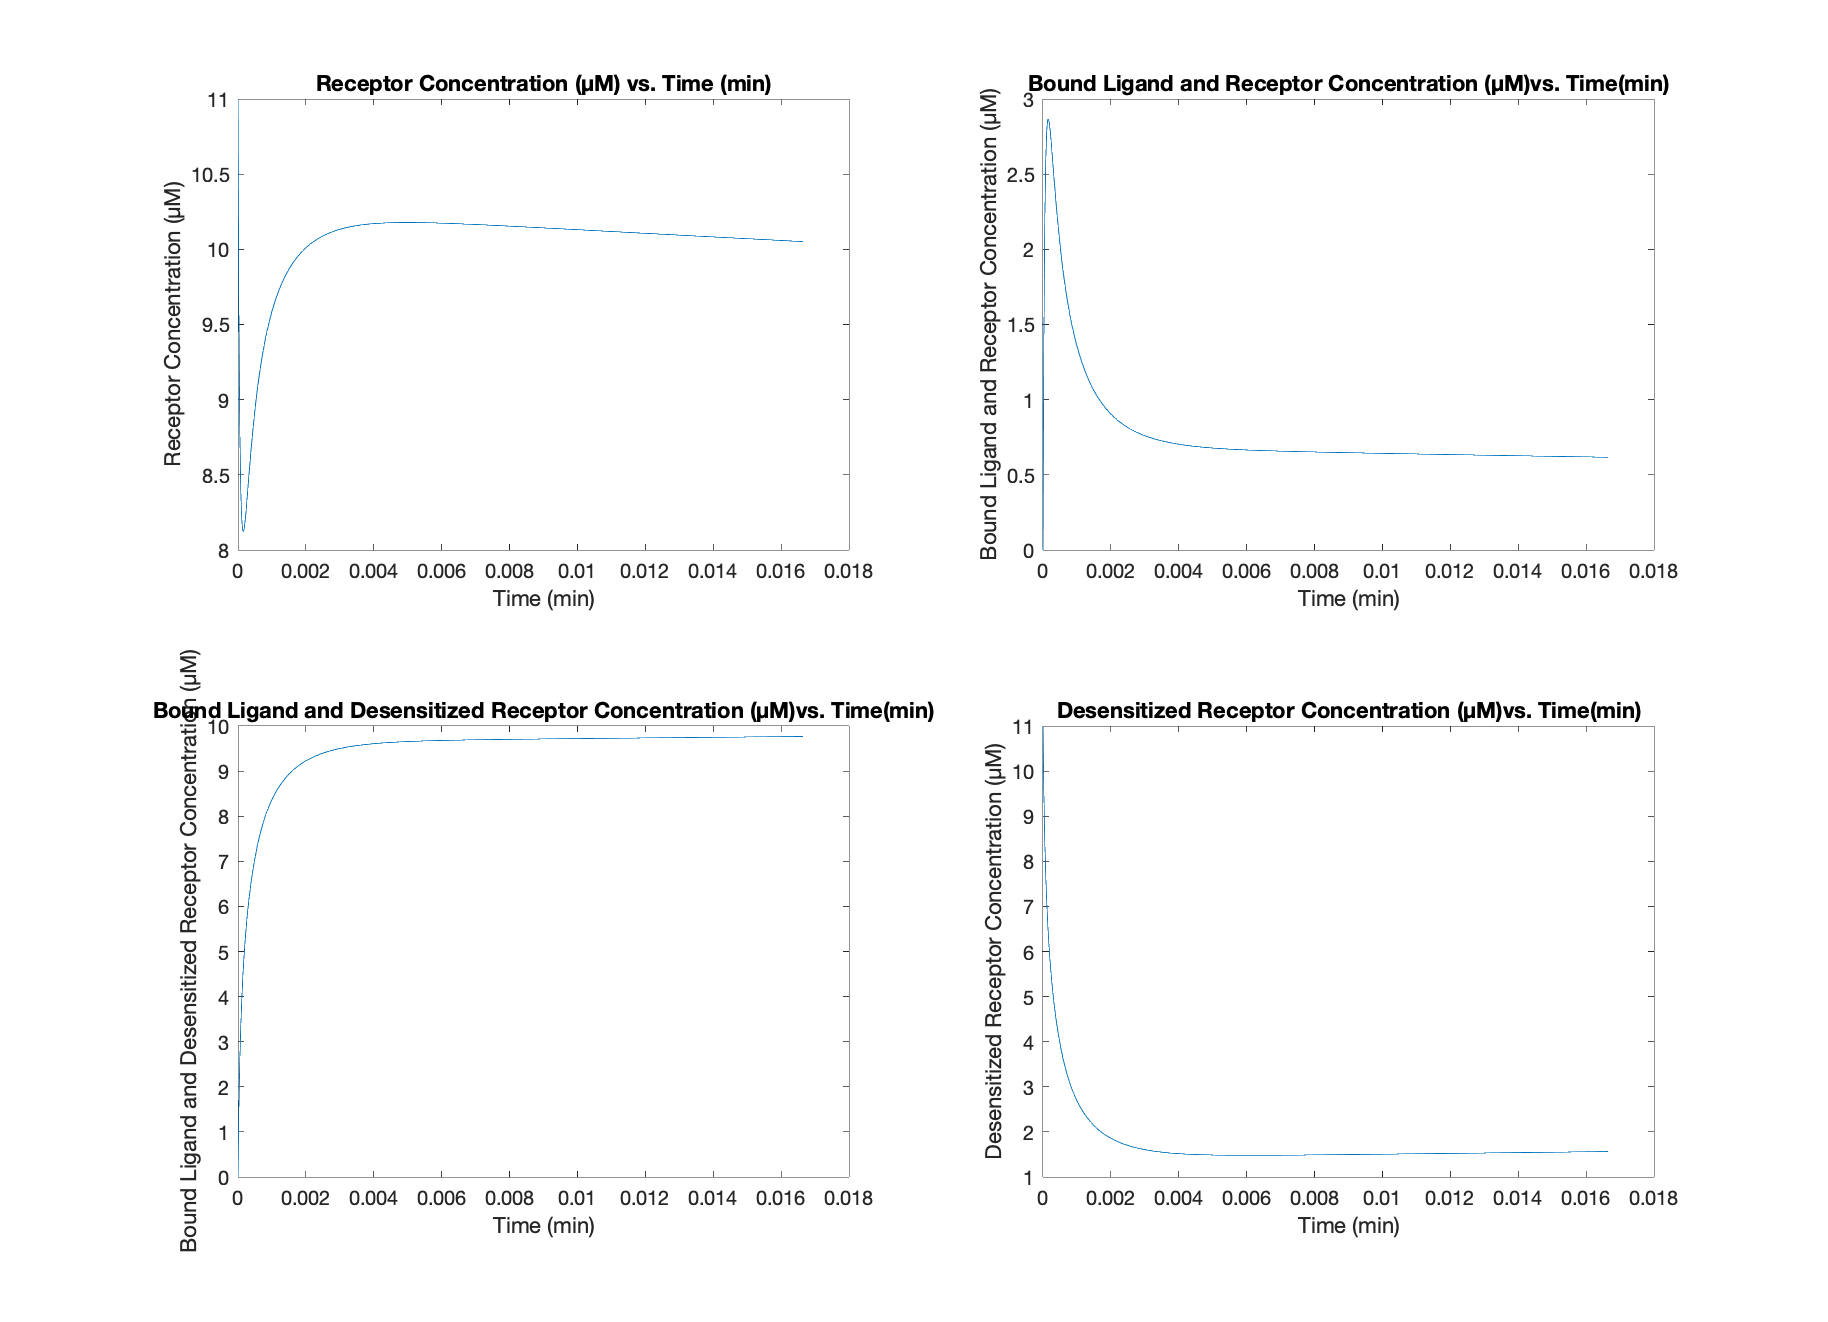 Receptor Concentration (µM) vs. Time (min)
Receptor Concentration (µM)
11
10.5
10
9.5
9
8.5
8
0 0.002 0.004 0.006 0.008 0.01 0.012 0.014 0.016 0.018
Time (min)
Bound Ligand and Receptor Concentration (µM)vs. Time(min)
Bound Ligand and Receptor Concentration (µM)
3
2.5
2
1.5
1
0.5
0
0 0.002 0.004 0.006 0.008 0.01 0.012 0.014 0.016 0.018
Time (min)
Bound Ligand and Desensitized Receptor Concentration (µM)vs. Time(min)
Bound Ligand and Desensitized Receptor Concentration (µM)
10
9
8
7
6
5
4
3
2
1
0
0 0.002 0.004 0.006 0.008 0.01 0.012 0.014 0.016 0.018
Time (min)
Desensitized Receptor Concentration (µM)vs. Time(min)
Desensitized Receptor Concentration (µM)
11
10
9
8
7
6
5
4
3
2
1
0 0.002 0.004 0.006 0.008 0.01 0.012 0.014 0.016 0.018
Time (min)